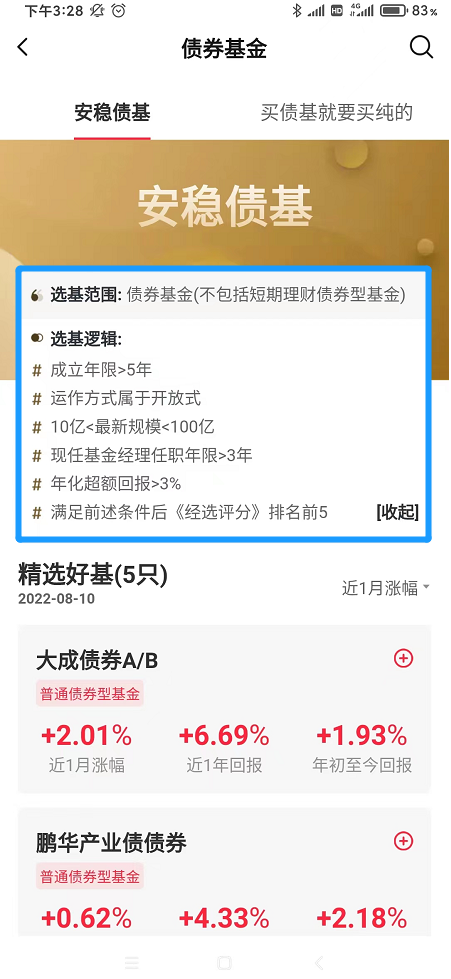 下午3:28 HD 4G 83%
债券基金
安稳债基 买债基就要买纯的
安稳债基
选基范围: 债券基金(不包括短期理财债券型基金)
选基逻辑:
# 成立年限>5年
# 运作方式属于开放式
# 10亿<最新规模<100亿
# 现任基金经理任职年限>3年
# 年化超额回报>3%
# 满足前述条件后《经选评分》排名前5 [收起]
精选好基(5只)
2022-08-10 近1月涨幅
大成债券A/B
普通债券型基金
+2.01% +6.69% +1.93%
近1月涨幅 近1年回报 年初至今回报
鹏华产业债债券
普通债券型基金
+0.62% +4.33% +2.18%